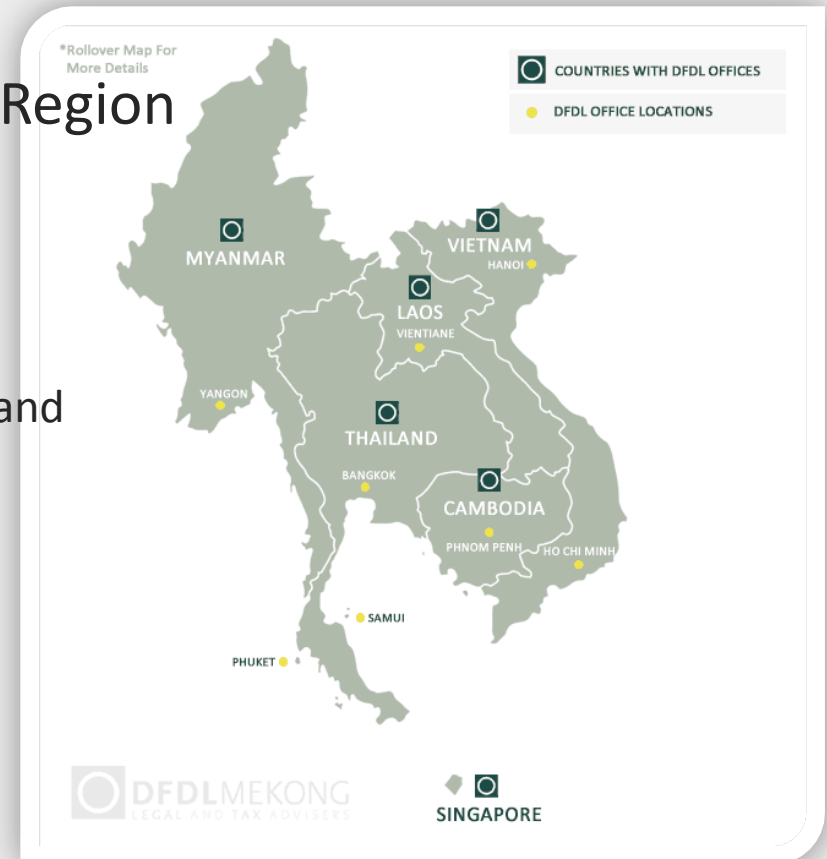 *Rollover Map For
More Details
Region
COUNTRIES WITH DFDL OFFICES
DFDL OFFICE LOCATIONS
MYANMAR
VIETNAM
HANOI
LAOS
VIENTIANE
YANGON
and
THAILAND
BANGKOK
CAMBODIA
PHNOM PENH
HO CHI MINH
SAMUI
PHUKET
DFDLMEKONG
LEGAL AND TAX ADVISERS
SINGAPORE